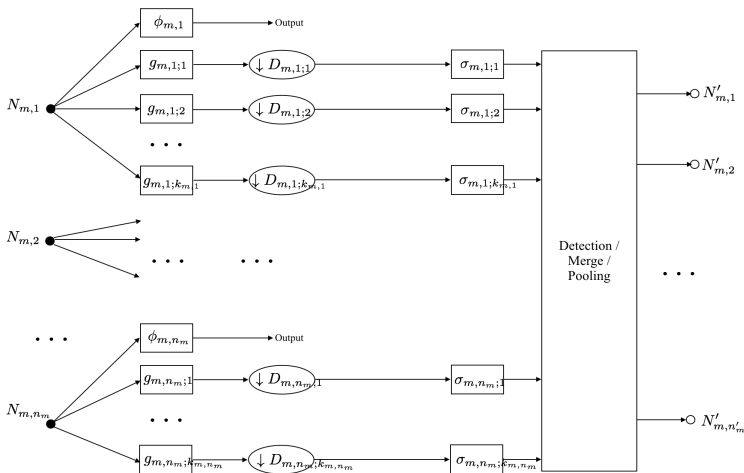 ϕ_{m,1} Output
g_{m,1;1} ↓ D_{m,1;1} σ_{m,1;1}
N_{m,1} g_{m,1;2} ↓ D_{m,1;2} σ_{m,1;2}
N′_{m,1}
. . .
g_{m,1;k_{m,1}} ↓ D_{m,1;k_{m,1}} σ_{m,1;k_{m,1}}
N′_{m,2}
N_{m,2}
. . . . . .
Detection /
Merge /
Pooling
. . .
. . .
ϕ_{m,n_m} Output
g_{m,n_m;1} ↓ D_{m,n_m;1} σ_{m,n_m;1}
N_{m,n_m} . . . N′_{m,n′_m}
g_{m,n_m;k_{m,n_m}} ↓ D_{m,n_m;k_{m,n_m}} σ_{m,n_m;k_{m,n_m}}